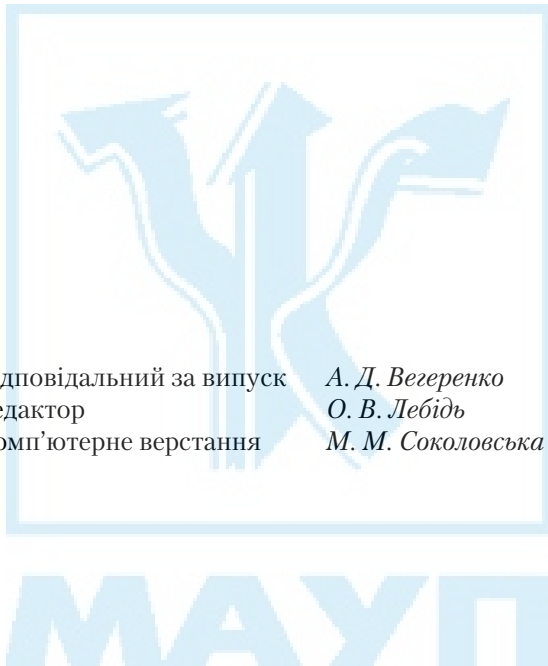 дповідальний за випуск А. Д. Вегеренко
едактор О. В. Лебідь
омп’ютерне верстання М. М. Соколовська
МАУП